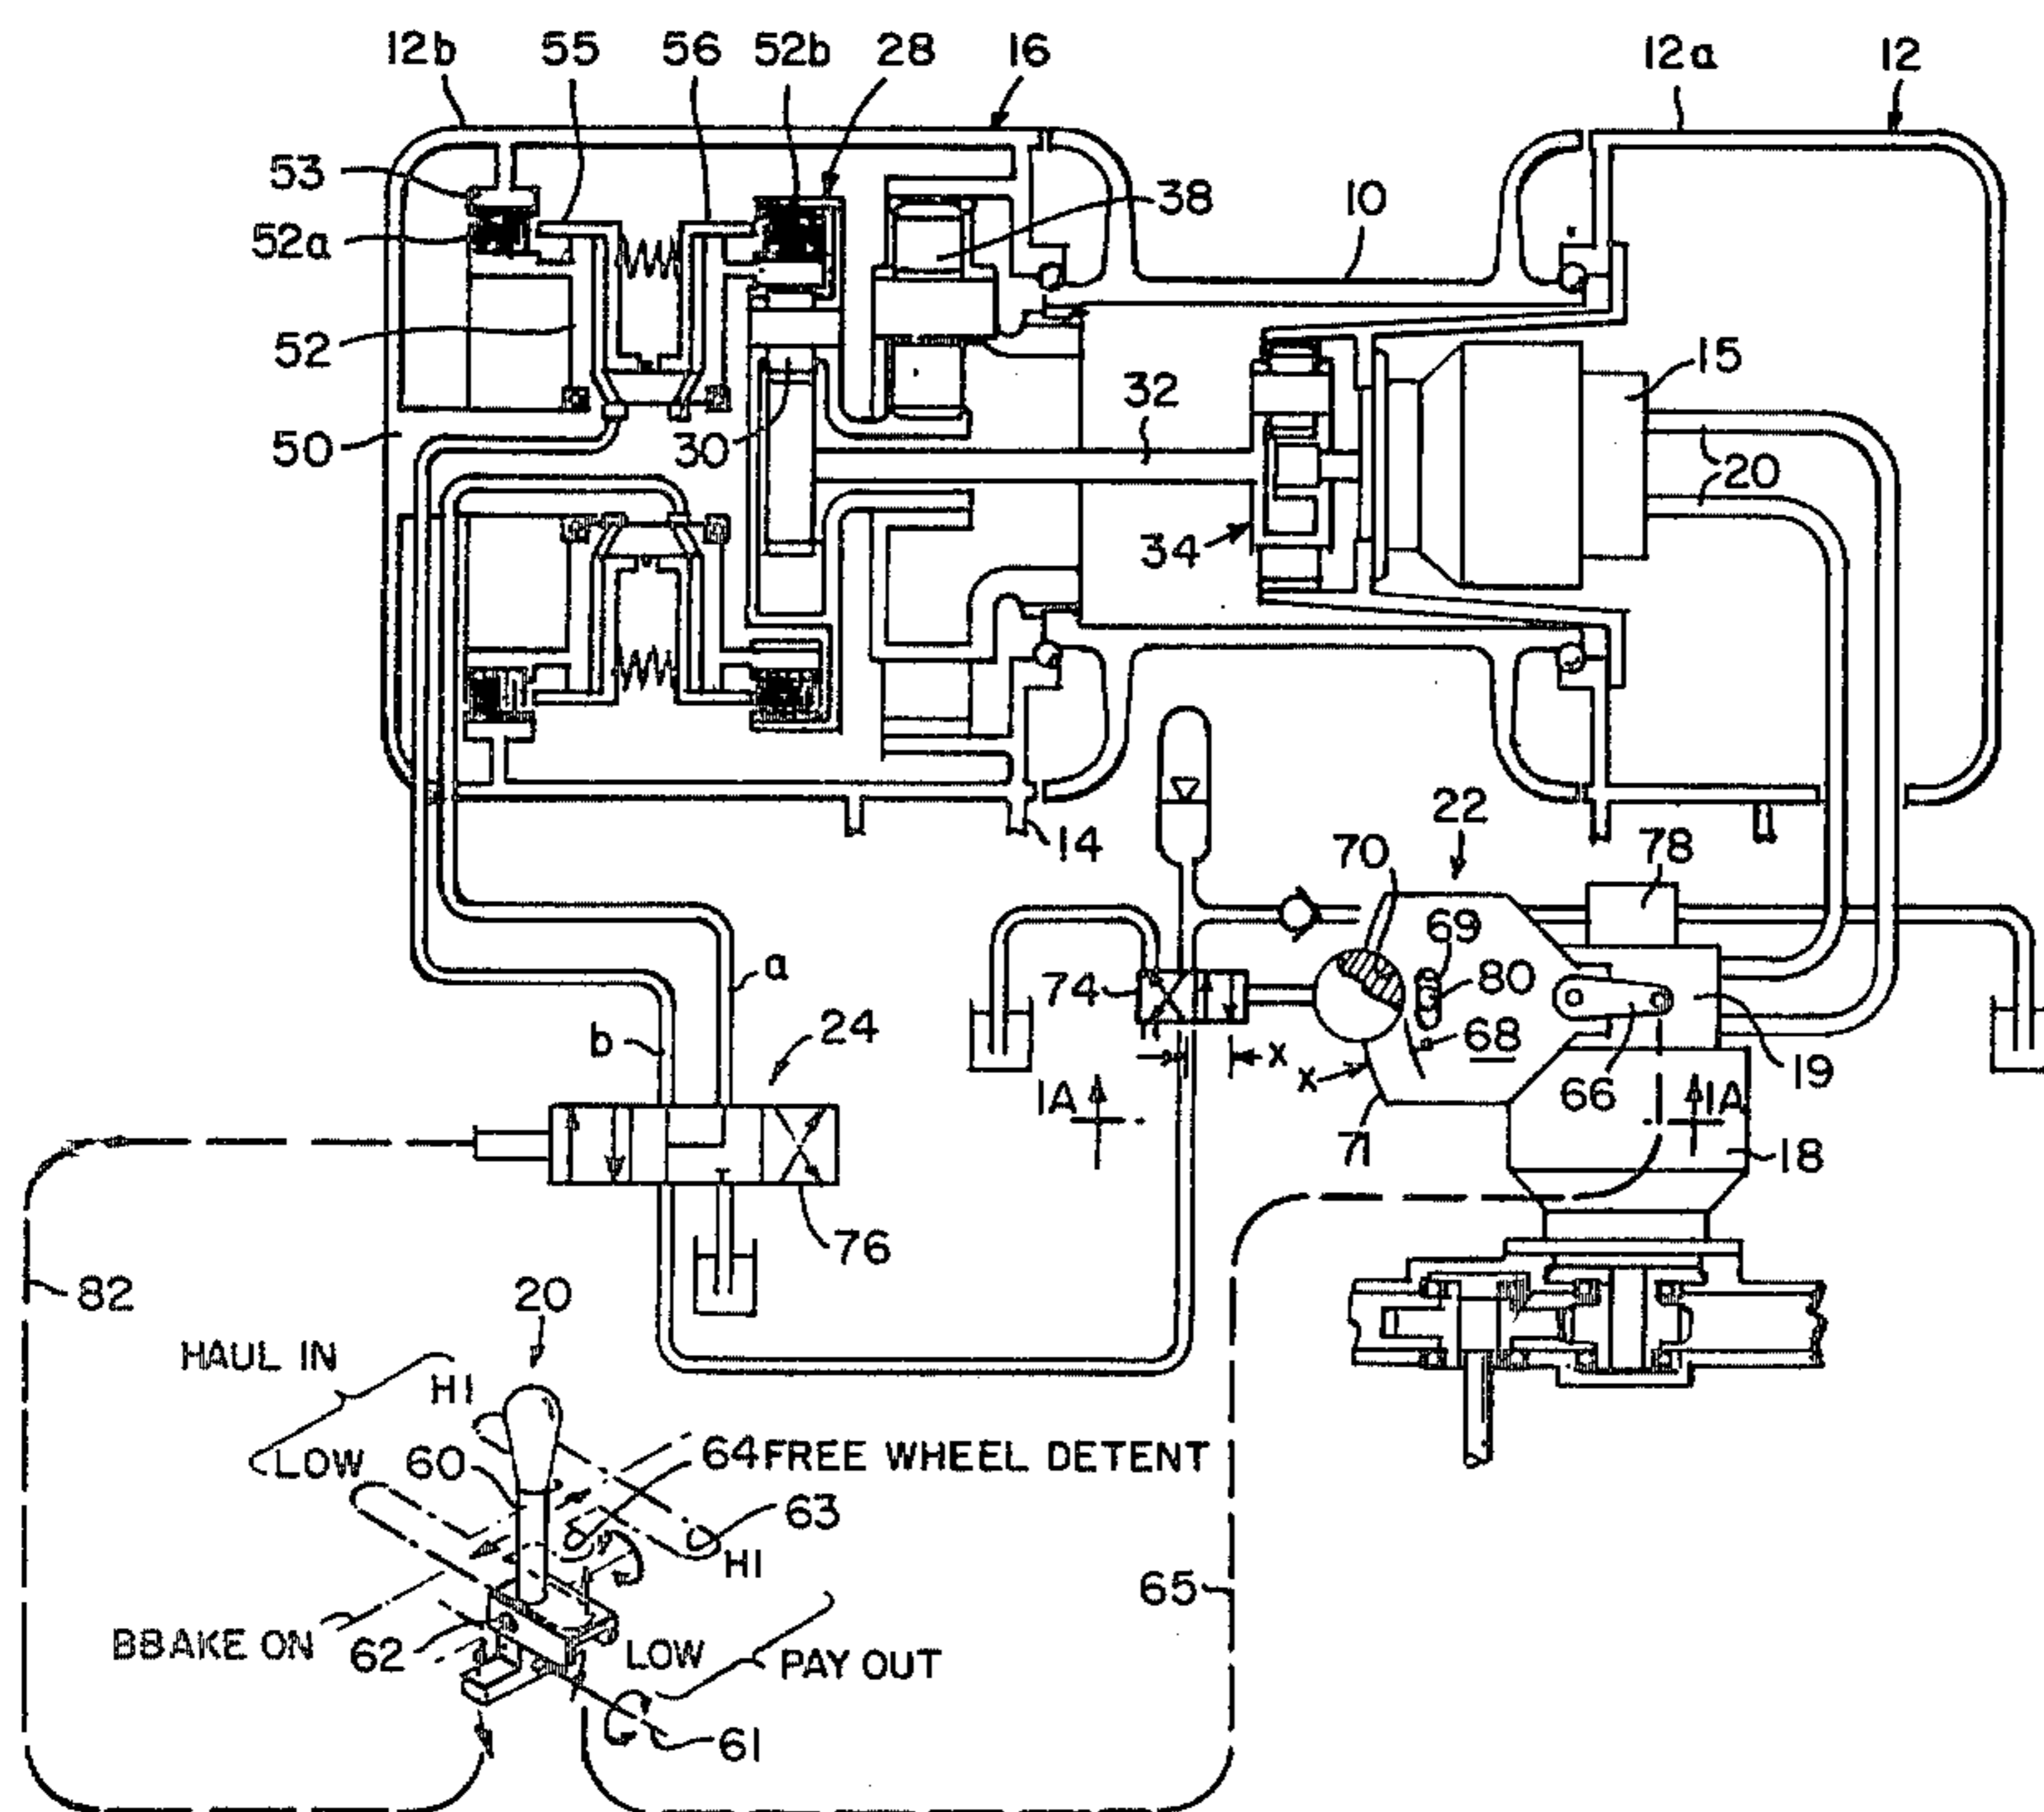 12b 55 56 52b 28 16 12a 12
53 38 10
52a
52 32 15
50 30 20
34
22
14 70 78
69
a 74 80
b 24 x x 68 19
1A 66 1A
71 18
76
82 20 65
HAUL IN
HI
LOW 60 64 FREE WHEEL DETENT
63
HI
BBAKE ON 62 LOW PAY OUT
61